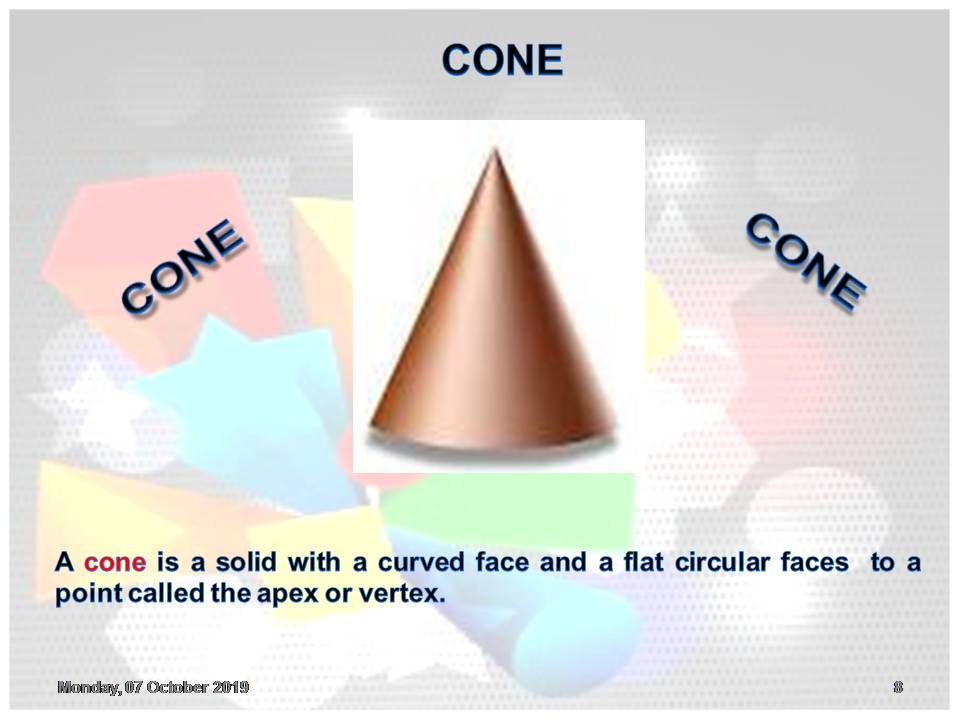 CONE
CONE
CONE
A cone is a solid with a curved face and a flat circular faces to a
point called the apex or vertex.
Monday, 07 October 2019
8